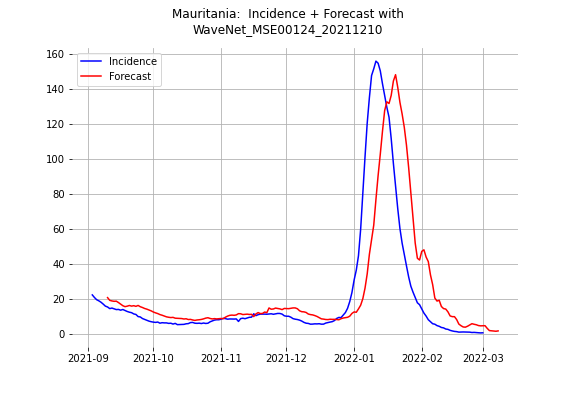 Mauritania:  Incidence + Forecast with
WaveNet_MSE00124_20211210
Incidence
Forecast
160
140
120
100
80
60
40
20
0
2021-09 2021-10 2021-11 2021-12 2022-01 2022-02 2022-03